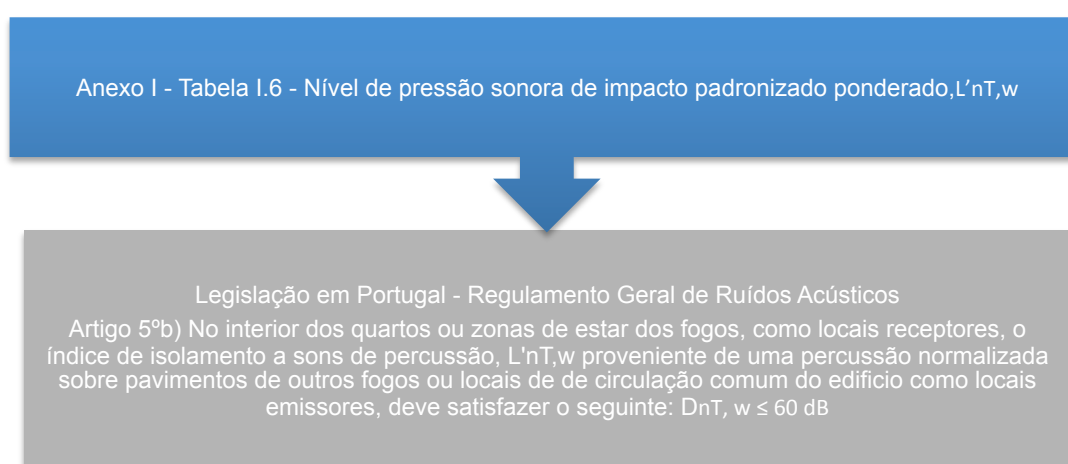 Anexo I - Tabela I.6 - Nível de pressão sonora de impacto padronizado ponderado,L’nT,w
Legislação em Portugal - Regulamento Geral de Ruídos Acústicos
Artigo 5ºb) No interior dos quartos ou zonas de estar dos fogos, como locais receptores, o
índice de isolamento a sons de percussão, L'nT,w proveniente de uma percussão normalizada
sobre pavimentos de outros fogos ou locais de de circulação comum do edificio como locais
emissores, deve satisfazer o seguinte: DnT, w ≤ 60 dB